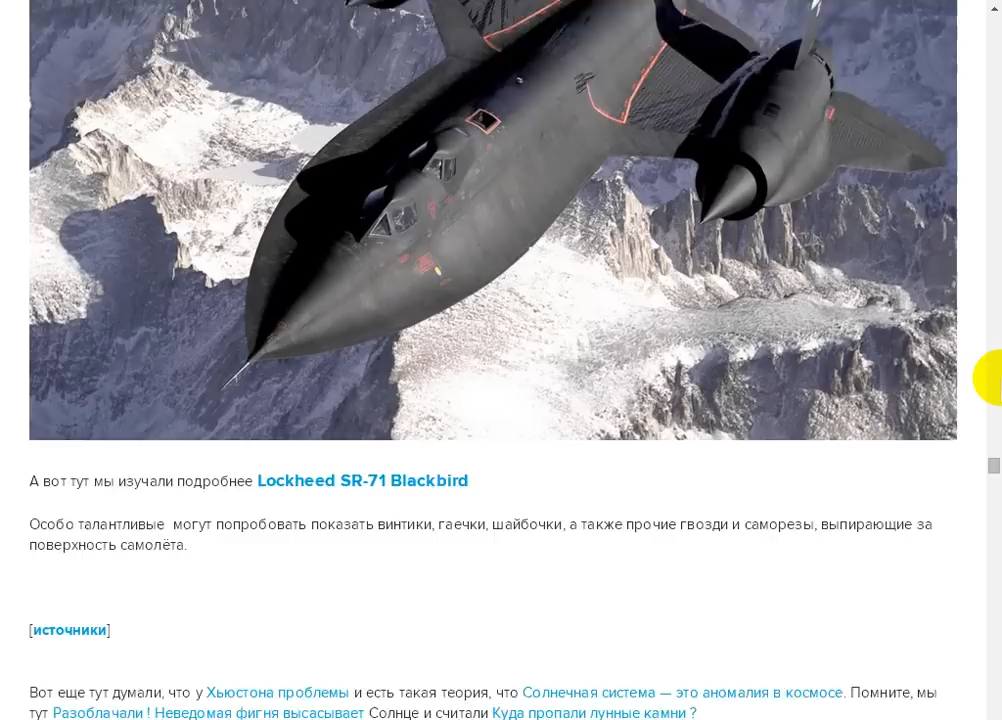 А вот тут мы изучали подробнее Lockheed SR-71 Blackbird
Особо талантливые могут попробовать показать винтики, гаечки, шайбочки, а также прочие гвозди и саморезы, выпирающие за
поверхность самолёта.
[источники]
Вот еще тут думали, что у Хьюстона проблемы и есть такая теория, что Солнечная система — это аномалия в космосе. Помните, мы
тут Разоблачали ! Неведомая фигня высасывает Солнце и считали Куда пропали лунные камни ?